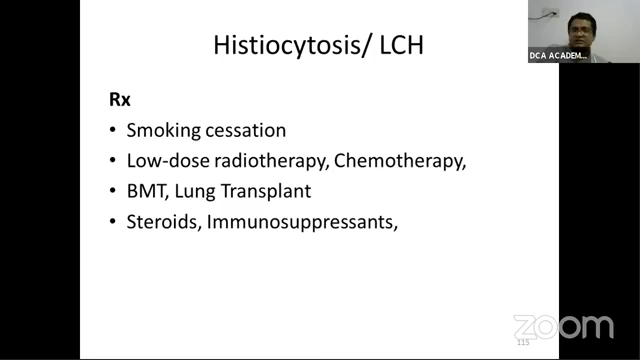 Histiocytosis/ LCH
DCA ACADEM...
Rx
• Smoking cessation
• Low-dose radiotherapy, Chemotherapy,
• BMT, Lung Transplant
• Steroids, Immunosuppressants,
zoom
115